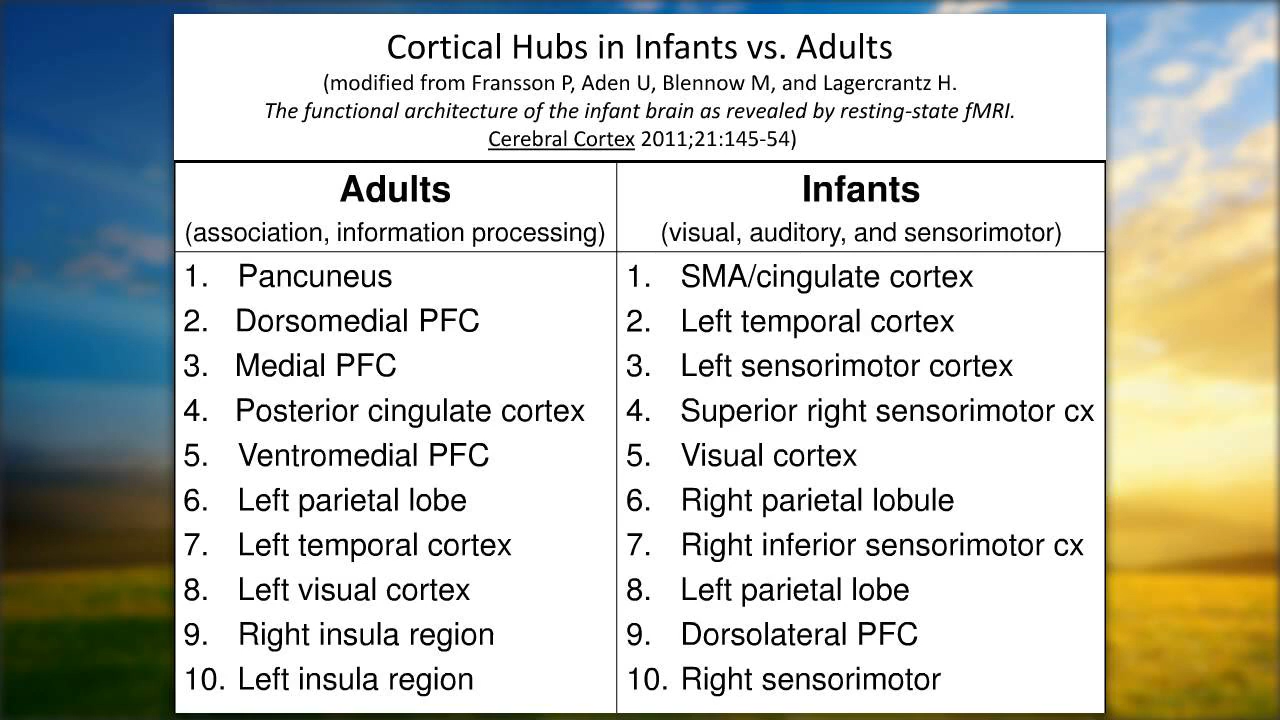 Cortical Hubs in Infants vs. Adults
(modified from Fransson P, Aden U, Blennow M, and Lagercrantz H.
The functional architecture of the infant brain as revealed by resting-state fMRI.
Cerebral Cortex 2011;21:145-54)
Adults
(association, information processing)
1. Pancuneus
2. Dorsomedial PFC
3. Medial PFC
4. Posterior cingulate cortex
5. Ventromedial PFC
6. Left parietal lobe
7. Left temporal cortex
8. Left visual cortex
9. Right insula region
10. Left insula region
Infants
(visual, auditory, and sensorimotor)
1. SMA/cingulate cortex
2. Left temporal cortex
3. Left sensorimotor cortex
4. Superior right sensorimotor cx
5. Visual cortex
6. Right parietal lobule
7. Right inferior sensorimotor cx
8. Left parietal lobe
9. Dorsolateral PFC
10. Right sensorimotor